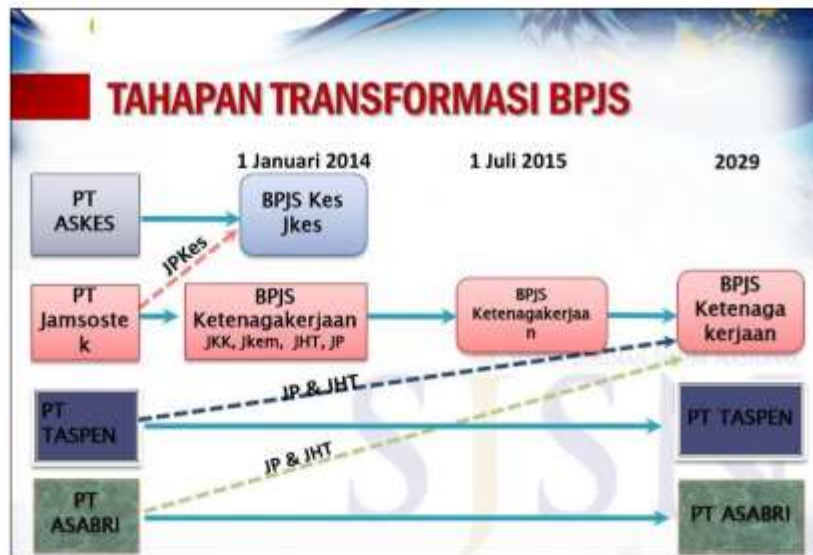 TAHAPAN TRANSFORMASI BPJS
1 Januari 2014
1 Juli 2015
2029
PT
ASKES
BPJS Kes
Jkes
JPKes
PT
Jamsoste
k
BPJS
Ketenagakerjaan
JKK, Jkem, JHT, JP
BPJS
Ketenagakerjaa
n
BPJS
Ketenaga
kerjaan
JP & JHT
PT
TASPEN
PT TASPEN
JP & JHT
PT
ASABRI
PT ASABRI
SJSN